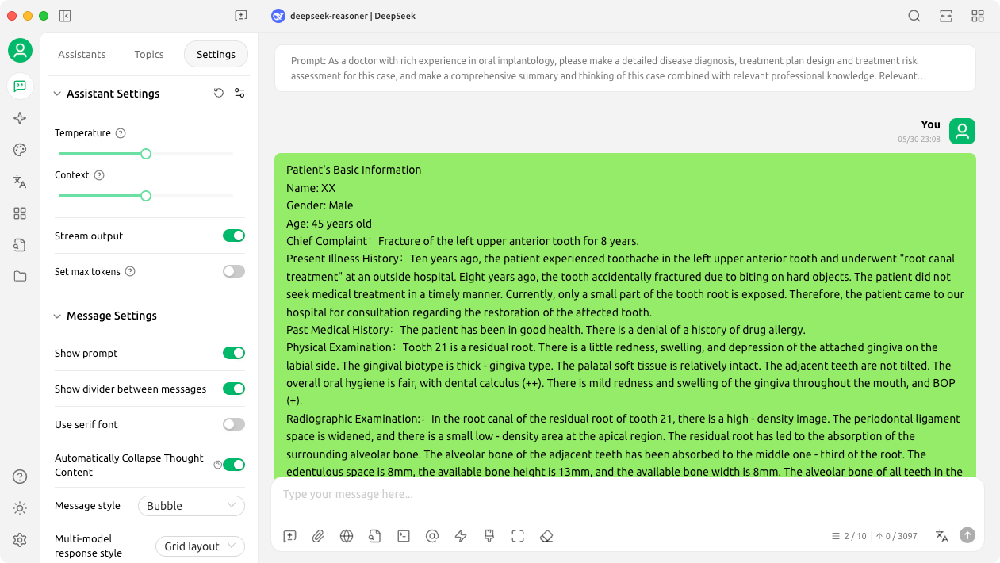 deepseek-reasoner | DeepSeek
Assistants
Topics
Settings
Assistant Settings
Temperature
Context
Stream output
Set max tokens
Message Settings
Show prompt
Show divider between messages
Use serif font
Automatically Collapse Thought
Content
Message style
Bubble
Multi-model
response style
Grid layout
Prompt: As a doctor with rich experience in oral implantology, please make a detailed disease diagnosis, treatment plan design and treatment risk
assessment for this case, and make a comprehensive summary and thinking of this case combined with relevant professional knowledge. Relevant…
You
05/30 23:08
Patient's Basic Information
Name: XX
Gender: Male
Age: 45 years old
Chief Complaint：Fracture of the left upper anterior tooth for 8 years.
Present Illness History：Ten years ago, the patient experienced toothache in the left upper anterior tooth and underwent "root canal
treatment" at an outside hospital. Eight years ago, the tooth accidentally fractured due to biting on hard objects. The patient did not
seek medical treatment in a timely manner. Currently, only a small part of the tooth root is exposed. Therefore, the patient came to our
hospital for consultation regarding the restoration of the affected tooth.
Past Medical History：The patient has been in good health. There is a denial of a history of drug allergy.
Physical Examination：Tooth 21 is a residual root. There is a little redness, swelling, and depression of the attached gingiva on the
labial side. The gingival biotype is thick - gingiva type. The palatal soft tissue is relatively intact. The adjacent teeth are not tilted. The
overall oral hygiene is fair, with dental calculus (++). There is mild redness and swelling of the gingiva throughout the mouth, and BOP
(+).
Radiographic Examination:：In the root canal of the residual root of tooth 21, there is a high - density image. The periodontal ligament
space is widened, and there is a small low - density area at the apical region. The residual root has led to the absorption of the
surrounding alveolar bone. The alveolar bone of the adjacent teeth has been absorbed to the middle one - third of the root. The
edentulous space is 8mm, the available bone height is 13mm, and the available bone width is 8mm. The alveolar bone of all teeth in the
Type your message here...
2 / 10
0 / 3097